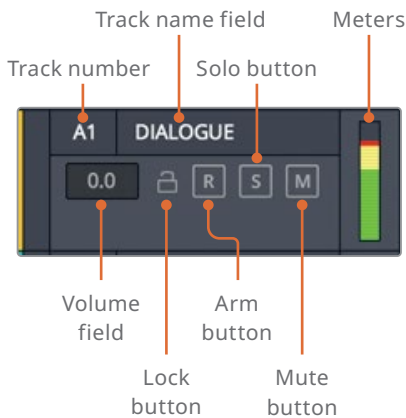 Track name field
Meters
Track number
Solo button
A1 DIALOGUE
0.0 R S M
Volume
field
Arm
button
Lock
button
Mute
button